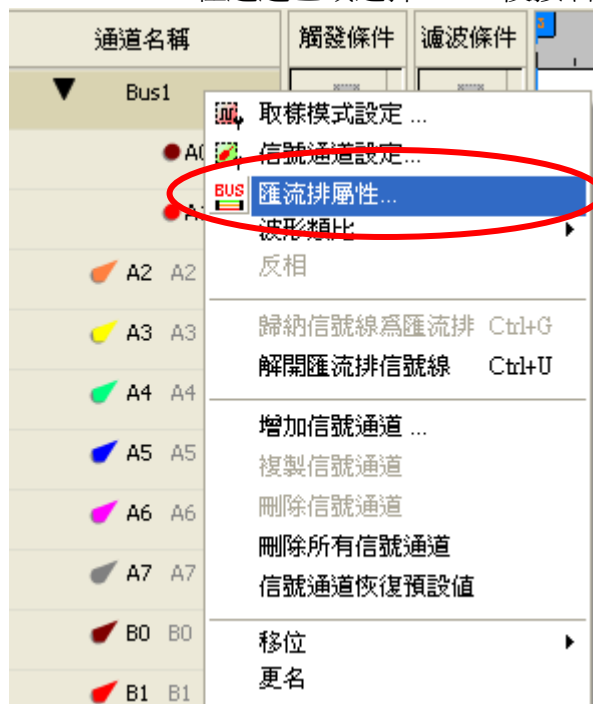 通道名稱 觸發條件 濾波條件
Bus1
取樣模式設定 ...
信號通道設定...
BUS 匯流排屬性...
波形類比
反相
A2 A2
A3 A3
歸納信號線為匯流排 Ctrl+G
解開匯流排信號線 Ctrl+U
A4 A4
增加信號通道 ...
A5 A5
複製信號通道
A6 A6
刪除信號通道
刪除所有信號通道
A7 A7
信號通道恢復預設值
B0 B0
移位
更名
B1 B1